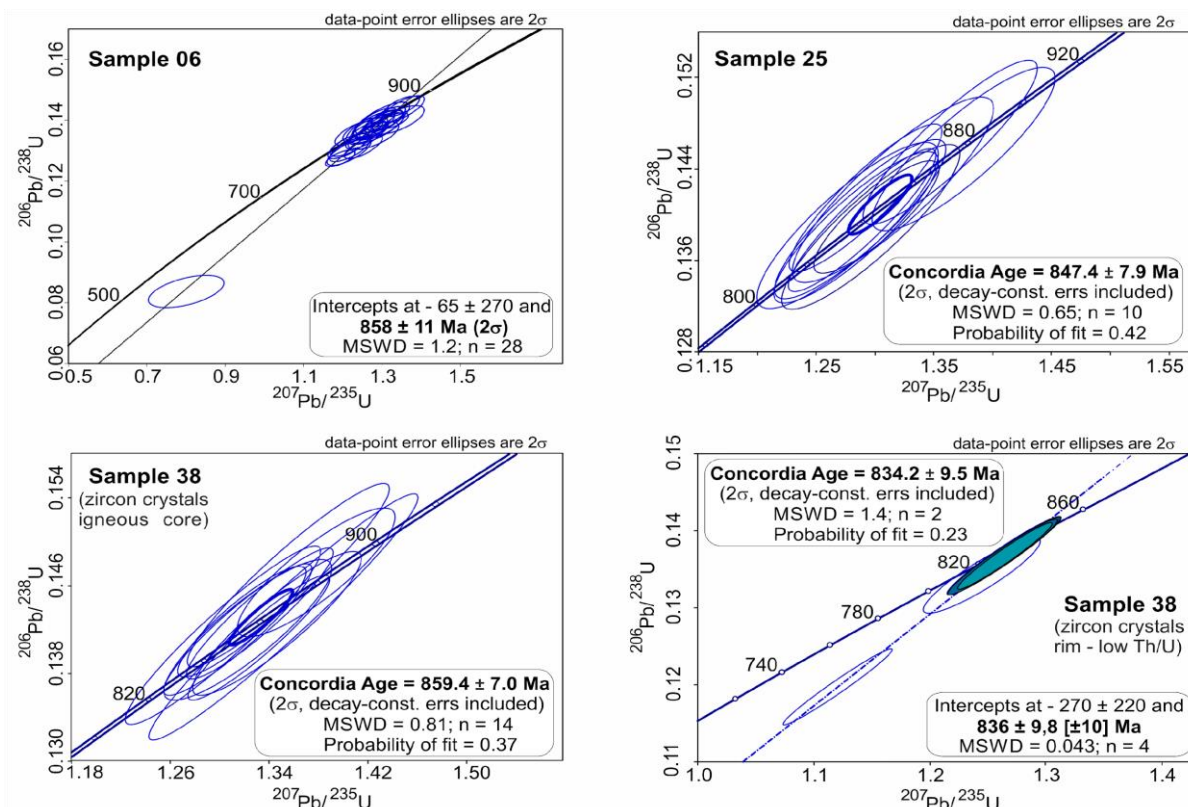 data-point error ellipses are 2σ
Sample 06
0.16
0.14
0.12
0.10
0.08
0.06
206Pb/238U
500
700
900
Intercepts at - 65 ± 270 and
858 ± 11 Ma (2σ)
MSWD = 1.2; n = 28
0.5 0.7 0.9 1.1 1.3 1.5
207Pb/235U
data-point error ellipses are 2σ
Sample 25
0.152
0.144
0.136
0.128
206Pb/238U
800
880
920
Concordia Age = 847.4 ± 7.9 Ma
(2σ, decay-const. errs included)
MSWD = 0.65; n = 10
Probability of fit = 0.42
1.15 1.25 1.35 1.45 1.55
207Pb/235U
data-point error ellipses are 2σ
Sample 38
(zircon crystals
igneous core)
0.154
0.146
0.138
0.130
206Pb/238U
820
900
Concordia Age = 859.4 ± 7.0 Ma
(2σ, decay-const. errs included)
MSWD = 0.81; n = 14
Probability of fit = 0.37
1.18 1.26 1.34 1.42 1.50
207Pb/235U
data-point error ellipses are 2σ
Concordia Age = 834.2 ± 9.5 Ma
(2σ, decay-const. errs included)
MSWD = 1.4; n = 2
Probability of fit = 0.23
0.15
0.14
0.13
0.12
0.11
206Pb/238U
740
780
820
860
Sample 38
(zircon crystals
rim - low Th/U)
Intercepts at - 270 ± 220 and
836 ± 9,8 [±10] Ma
MSWD = 0.043; n = 4
1.0 1.1 1.2 1.3 1.4
207Pb/235U